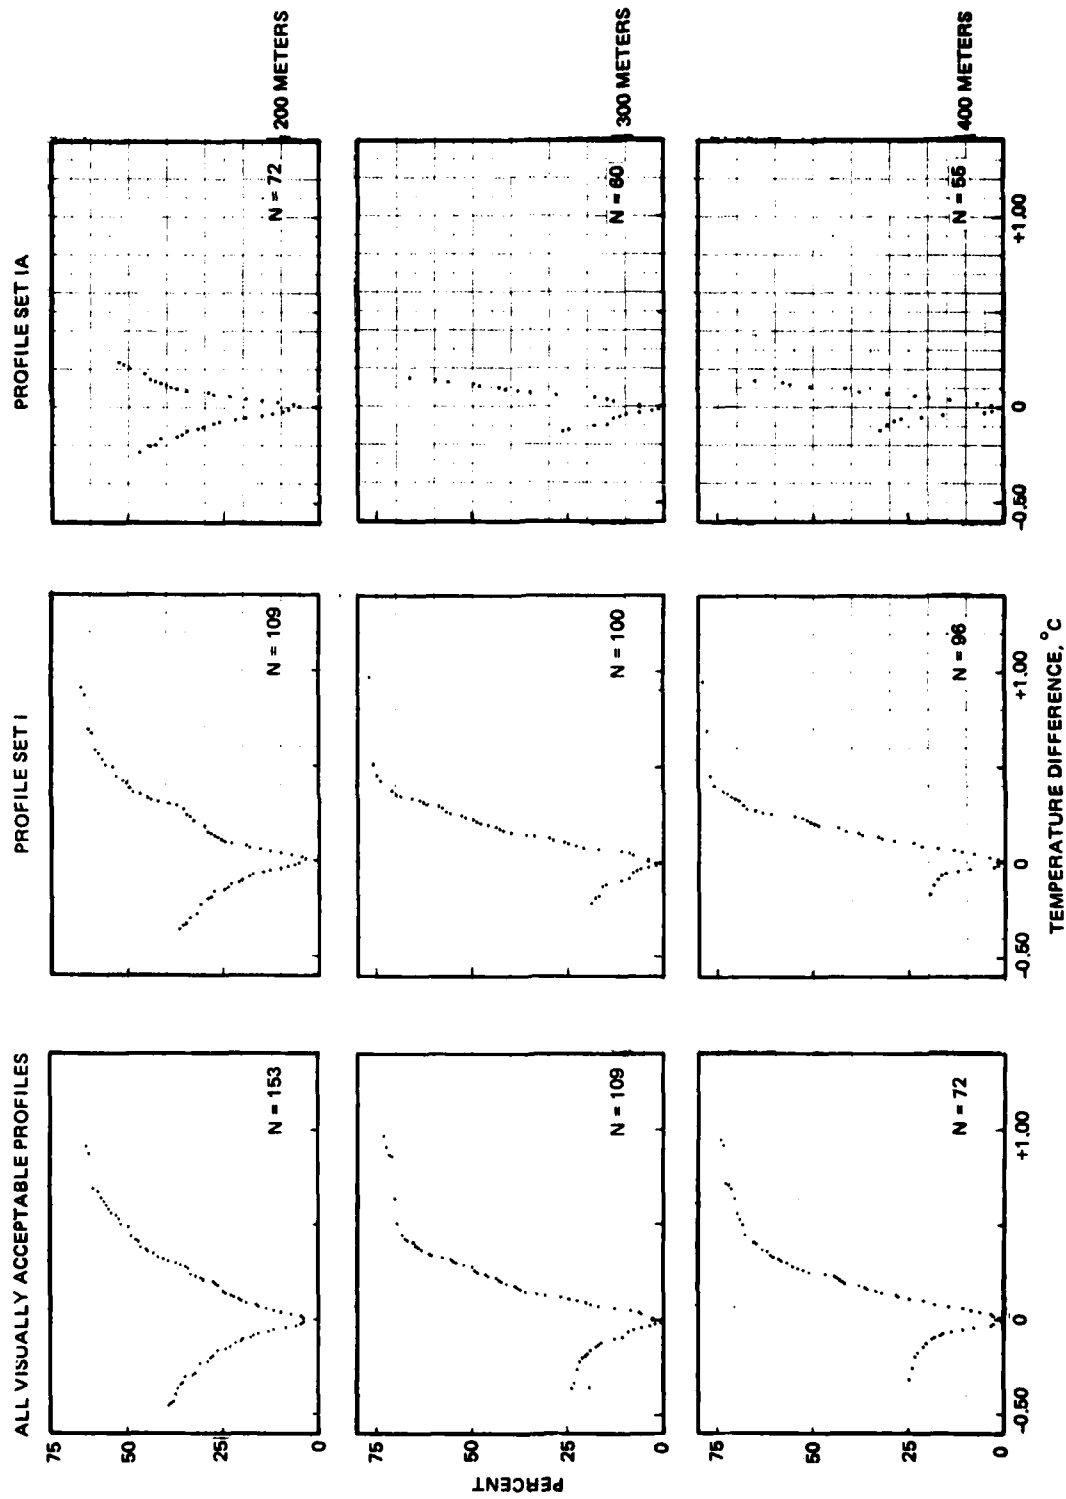 ALL VISUALLY ACCEPTABLE PROFILES
PROFILE SET I
PROFILE SET IA
75
50
25
0
N = 153
N = 109
N = 72
200 METERS
PERCENT
75
50
25
0
N = 109
N = 100
N = 60
300 METERS
75
50
25
0
N = 72
N = 96
N = 55
400 METERS
-0.50
0
+1.00
-0.50
0
+1.00
-0.50
0
+1.00
TEMPERATURE DIFFERENCE, °C